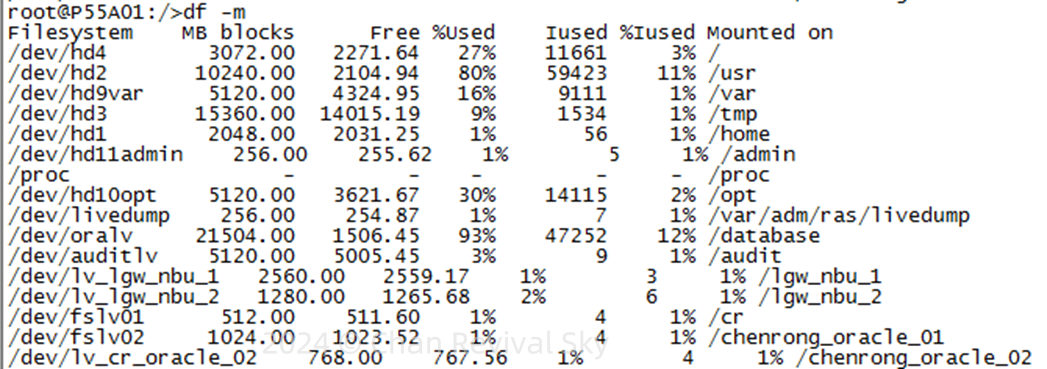 root@P55A01:/>df -m
Filesystem    MB blocks      Free %Used    Iused %Iused Mounted on
/dev/hd4        3072.00   2271.64   27%    11661     3% /
/dev/hd2       10240.00   2104.94   80%    59423    11% /usr
/dev/hd9var     5120.00   4324.95   16%     9111     1% /var
/dev/hd3       15360.00  14015.19    9%     1534     1% /tmp
/dev/hd1        2048.00   2031.25    1%       56     1% /home
/dev/hd11admin    256.00    255.62    1%        5     1% /admin
/proc                 -         -    -         -     -  /proc
/dev/hd10opt    5120.00   3621.67   30%    14115     2% /opt
/dev/livedump    256.00    254.87    1%        7     1% /var/adm/ras/livedump
/dev/oralv     21504.00   1506.45   93%    47252    12% /database
/dev/auditlv    5120.00   5005.45    3%        9     1% /audit
/dev/lv_lgw_nbu_1   2560.00   2559.17    1%        3     1% /lgw_nbu_1
/dev/lv_lgw_nbu_2   1280.00   1265.68    2%        6     1% /lgw_nbu_2
/dev/fslv01      512.00    511.60    1%        4     1% /cr
/dev/fslv02     1024.00   1023.52    1%        4     1% /chenrong_oracle_01
/dev/lv_cr_oracle_02    768.00    767.56    1%        4     1% /chenrong_oracle_02
2024 © Chan Revival Sky